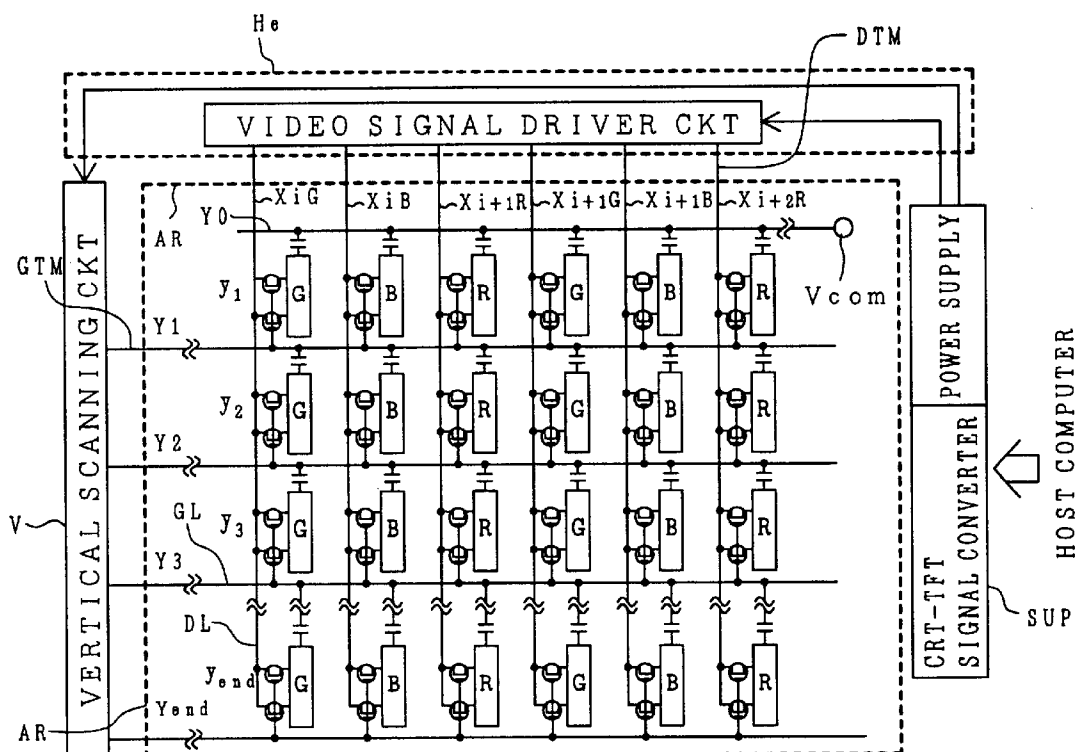 He
DTM
VIDEO SIGNAL DRIVER CKT
XiG XiB Xi+1R Xi+1G Xi+1B Xi+2R
AR
Y0
Vcom
GTM
y1 G B R G B R
Y1
y2 G B R G B R
Y2
y3 G B R G B R
GL
Y3
DL
yend G B R G B R
Yend
AR
V
VERTICAL SCANNING CKT
POWER SUPPLY
CRT-TFT
SIGNAL CONVERTER
HOST COMPUTER
SUP